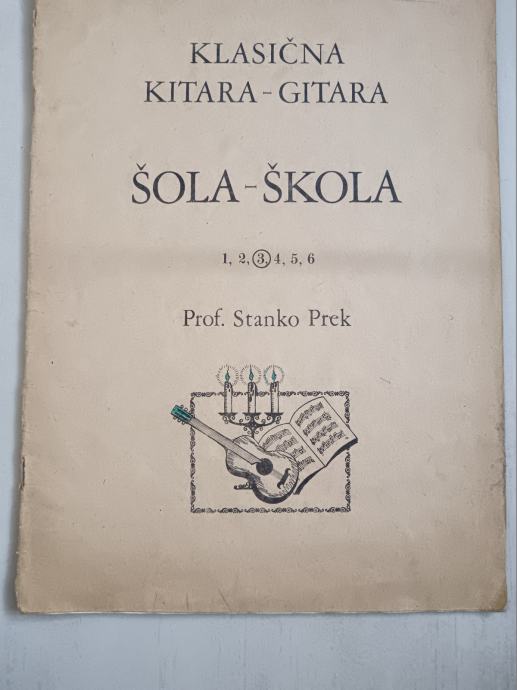 KLASIČNA
KITARA-GITARA
ŠOLA-ŠKOLA
1, 2, 3, 4, 5, 6
Prof. Stanko Prek